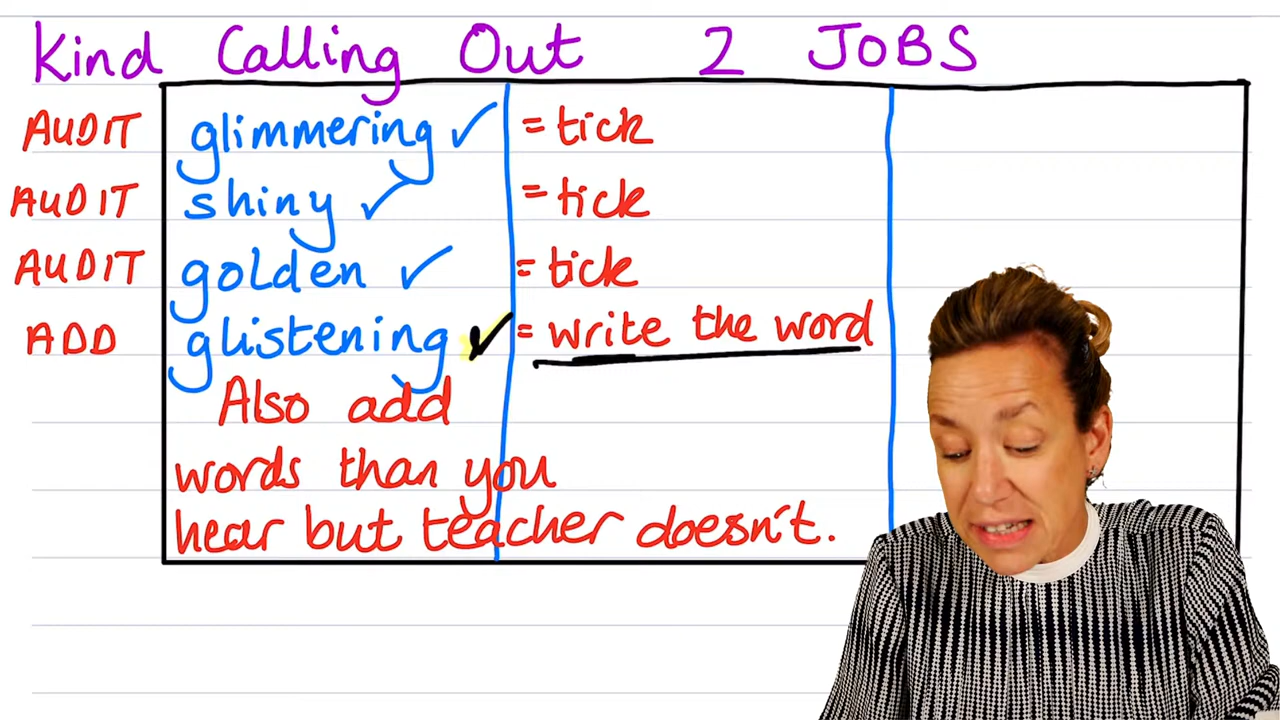 Kind Calling Out 2 JOBS
AUDIT glimmering ✓ = tick
AUDIT shiny ✓ = tick
AUDIT golden ✓ = tick
ADD glistening ✓ = write the word
Also add
words than you
hear but teacher doesn't.